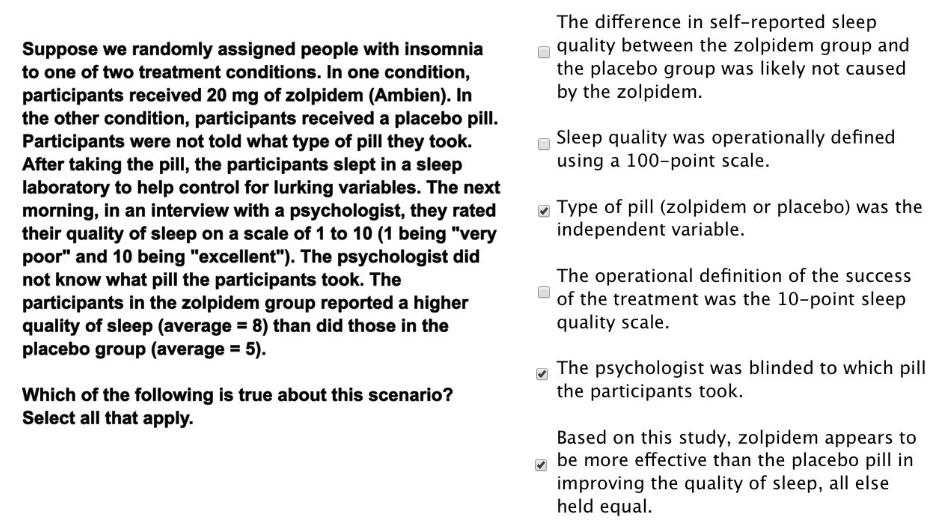 Suppose we randomly assigned people with insomnia
to one of two treatment conditions. In one condition,
participants received 20 mg of zolpidem (Ambien). In
the other condition, participants received a placebo pill.
Participants were not told what type of pill they took.
After taking the pill, the participants slept in a sleep
laboratory to help control for lurking variables. The next
morning, in an interview with a psychologist, they rated
their quality of sleep on a scale of 1 to 10 (1 being "very
poor" and 10 being "excellent"). The psychologist did
not know what pill the participants took. The
participants in the zolpidem group reported a higher
quality of sleep (average = 8) than did those in the
placebo group (average = 5).
Which of the following is true about this scenario?
Select all that apply.
The difference in self-reported sleep
quality between the zolpidem group and
the placebo group was likely not caused
by the zolpidem.
Sleep quality was operationally defined
using a 100-point scale.
Type of pill (zolpidem or placebo) was the
independent variable.
The operational definition of the success
of the treatment was the 10-point sleep
quality scale.
The psychologist was blinded to which pill
the participants took.
Based on this study, zolpidem appears to
be more effective than the placebo pill in
improving the quality of sleep, all else
held equal.